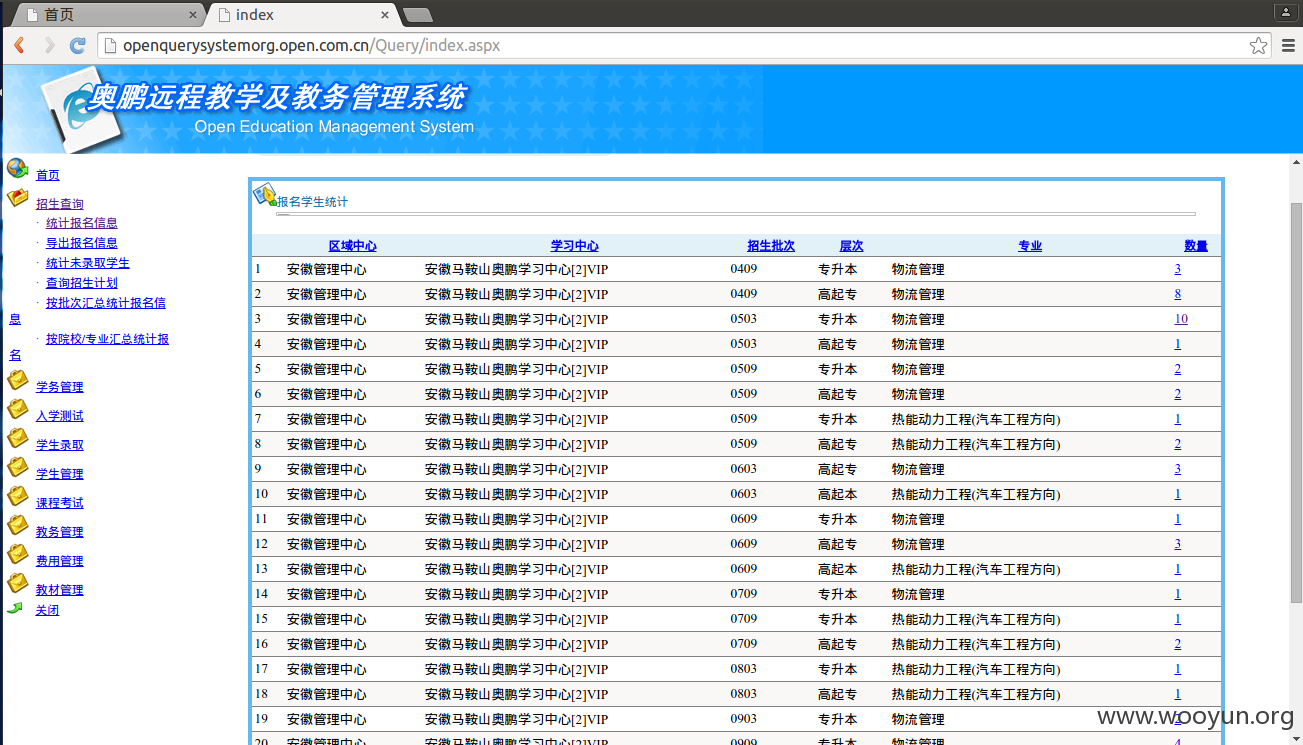 首页
index
openquerysystemorg.open.com.cn/Query/index.aspx
奥鹏远程教学及教务管理系统
Open Education Management System
首页
招生查询
统计报名信息
导出报名信息
统计未录取学生
查询招生计划
按批次汇总统计报名信
息
按院校/专业汇总统计报
名
学务管理
入学测试
学生录取
学生管理
课程考试
教务管理
费用管理
教材管理
关闭
报名学生统计
区域中心 学习中心 招生批次 层次 专业 数量
1 安徽管理中心 安徽马鞍山奥鹏学习中心[2]VIP 0409 专升本 物流管理 3
2 安徽管理中心 安徽马鞍山奥鹏学习中心[2]VIP 0409 高起专 物流管理 8
3 安徽管理中心 安徽马鞍山奥鹏学习中心[2]VIP 0503 专升本 物流管理 10
4 安徽管理中心 安徽马鞍山奥鹏学习中心[2]VIP 0503 高起专 物流管理 1
5 安徽管理中心 安徽马鞍山奥鹏学习中心[2]VIP 0509 专升本 物流管理 2
6 安徽管理中心 安徽马鞍山奥鹏学习中心[2]VIP 0509 高起专 物流管理 2
7 安徽管理中心 安徽马鞍山奥鹏学习中心[2]VIP 0509 专升本 热能动力工程(汽车工程方向) 1
8 安徽管理中心 安徽马鞍山奥鹏学习中心[2]VIP 0509 高起专 热能动力工程(汽车工程方向) 2
9 安徽管理中心 安徽马鞍山奥鹏学习中心[2]VIP 0603 高起专 物流管理 3
10 安徽管理中心 安徽马鞍山奥鹏学习中心[2]VIP 0603 高起本 热能动力工程(汽车工程方向) 1
11 安徽管理中心 安徽马鞍山奥鹏学习中心[2]VIP 0609 专升本 物流管理 1
12 安徽管理中心 安徽马鞍山奥鹏学习中心[2]VIP 0609 高起专 物流管理 3
13 安徽管理中心 安徽马鞍山奥鹏学习中心[2]VIP 0609 高起本 热能动力工程(汽车工程方向) 1
14 安徽管理中心 安徽马鞍山奥鹏学习中心[2]VIP 0709 专升本 物流管理 1
15 安徽管理中心 安徽马鞍山奥鹏学习中心[2]VIP 0709 专升本 热能动力工程(汽车工程方向) 1
16 安徽管理中心 安徽马鞍山奥鹏学习中心[2]VIP 0709 高起专 热能动力工程(汽车工程方向) 2
17 安徽管理中心 安徽马鞍山奥鹏学习中心[2]VIP 0803 专升本 热能动力工程(汽车工程方向) 1
18 安徽管理中心 安徽马鞍山奥鹏学习中心[2]VIP 0803 高起专 热能动力工程(汽车工程方向) 1
19 安徽管理中心 安徽马鞍山奥鹏学习中心[2]VIP 0903 专升本 物流管理
20 安徽管理中心 安徽马鞍山奥鹏学习中心[2]VIP 0909 专升本 物流管理 4
www.wooyun.org